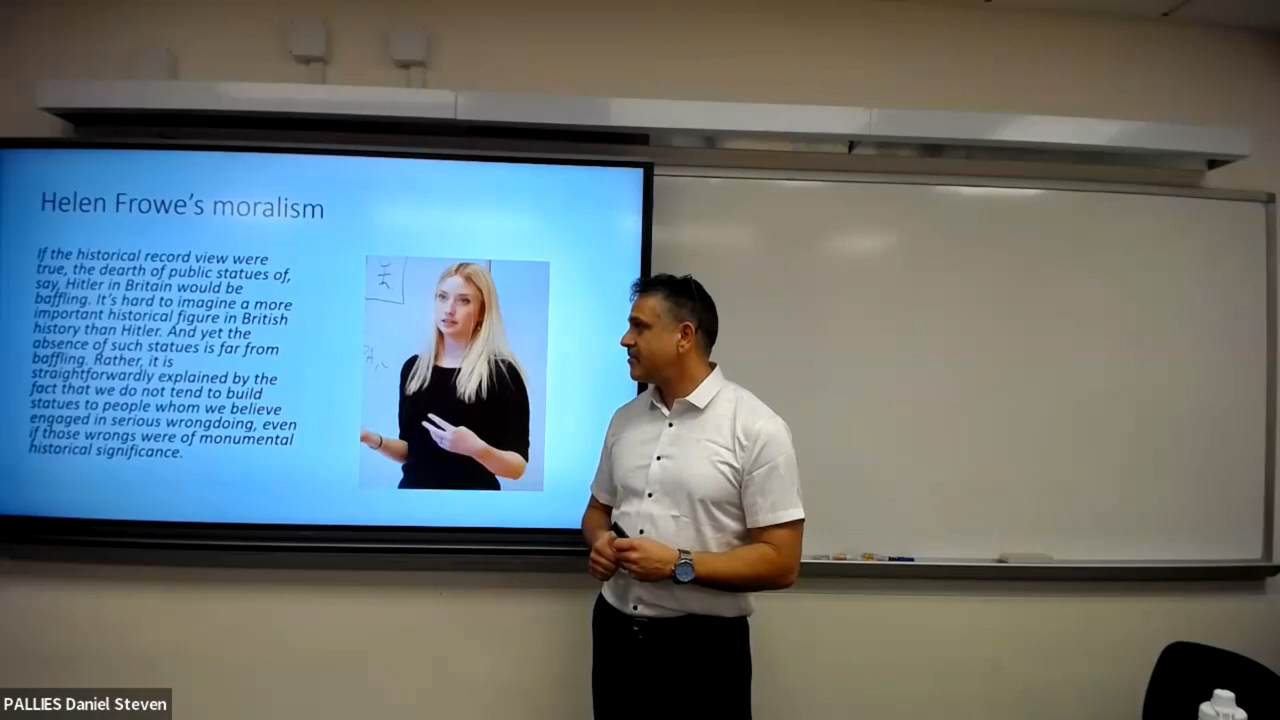 Helen Frowe's moralism
If the historical record view were
true, the dearth of public statues of,
say, Hitler in Britain would be
baffling. It's hard to imagine a more
important historical figure in British
history than Hitler. And yet the
absence of such statues is far from
baffling. Rather, it is
straightforwardly explained by the
fact that we do not tend to build
statues to people whom we believe
engaged in serious wrongdoing, even
if those wrongs were of monumental
historical significance.
PALLIES Daniel Steven